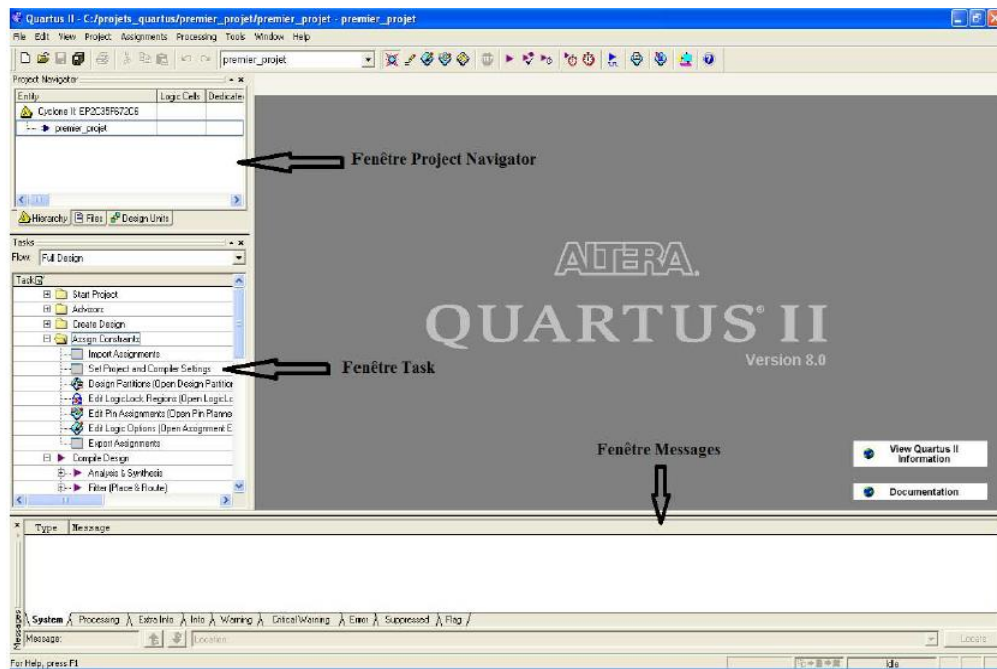 Quartus II - C:/projets_quartus/premier_projet/premier_projet - premier_projet
File Edit View Project Assignments Processing Tools Window Help
premier_projet
Project Navigator
Entity Logic Cells Dedicate
Cyclone II: EP2C35F672C6
premier_projet
Fenêtre Project Navigator
Hierarchy Files Design Units
Tasks
Flow: Full Design
Task
Start Project
Advisors
Create Design
Assign Constraints
Import Assignments
Set Project and Compiler Settings
Fenêtre Task
Design Partitions (Open Design Partition
Edit LogicLock Regions (Open LogicLo
Edit Pin Assignments (Open Pin Planne
Edit Logic Options (Open Assignment E
Export Assignments
Compile Design
Analysis & Synthesis
Fitter (Place & Route)
ALTERA.
QUARTUS® II
Version 8.0
Fenêtre Messages
View Quartus II
Information
Documentation
Type Message
System Processing Extra Info Info Warning Critical Warning Error Suppressed Flag
Messages
Message: Location: Locate
For Help, press F1
Idle